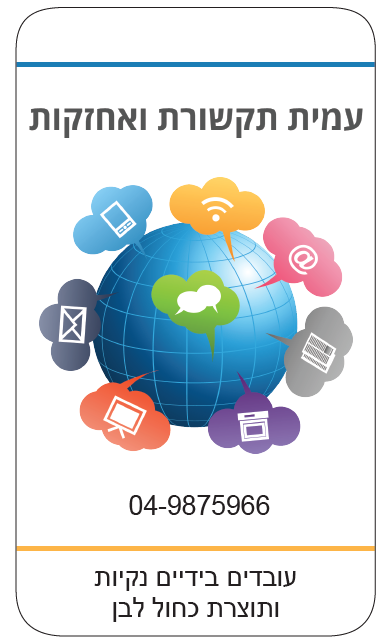 עמית תקשורת ואחזקות
@
04-9875966
עובדים בידיים נקיות
ותוצרת כחול לבן